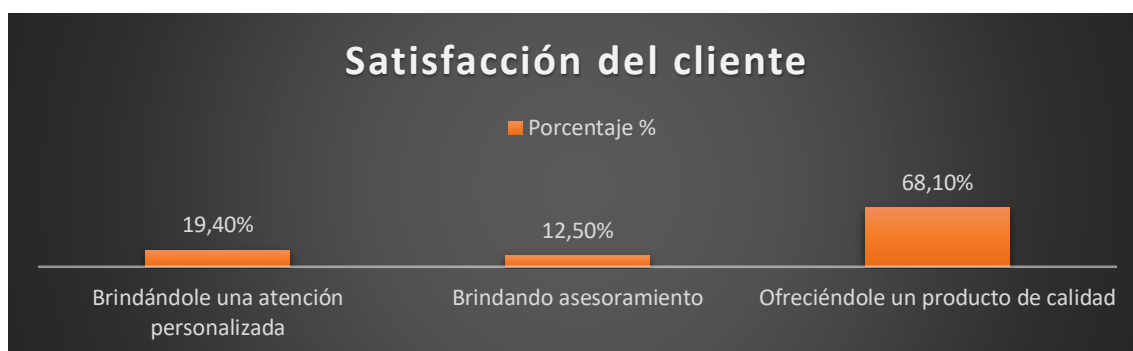 Satisfacción del cliente
Porcentaje %
19,40%
12,50%
68,10%
Brindándole una atención
personalizada
Brindando asesoramiento
Ofreciéndole un producto de calidad